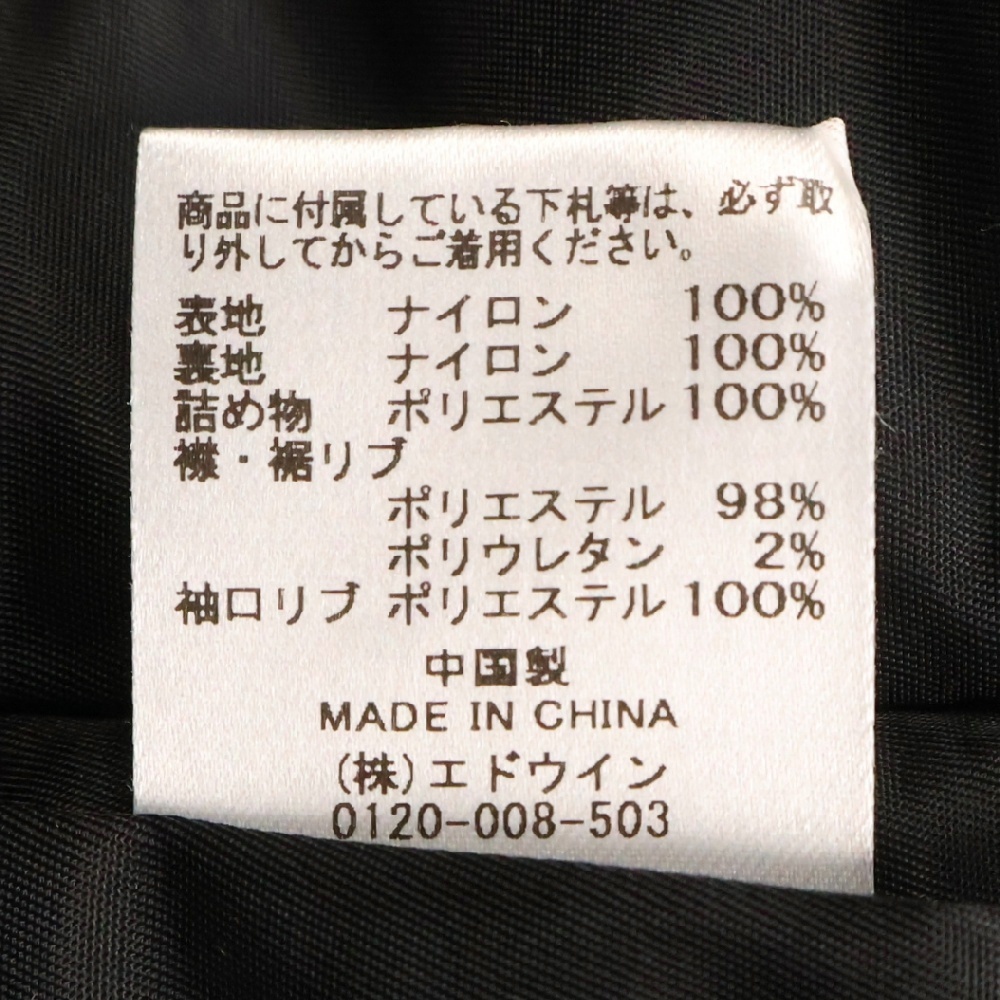 商品に付属している下札等は、必ず取
り外してからご着用ください。
表地 ナイロン 100%
裏地 ナイロン 100%
詰め物 ポリエステル 100%
襟・裾リブ
ポリエステル 98%
ポリウレタン 2%
袖口リブ ポリエステル 100%
中国製
MADE IN CHINA
(株)エドウイン
0120-008-503